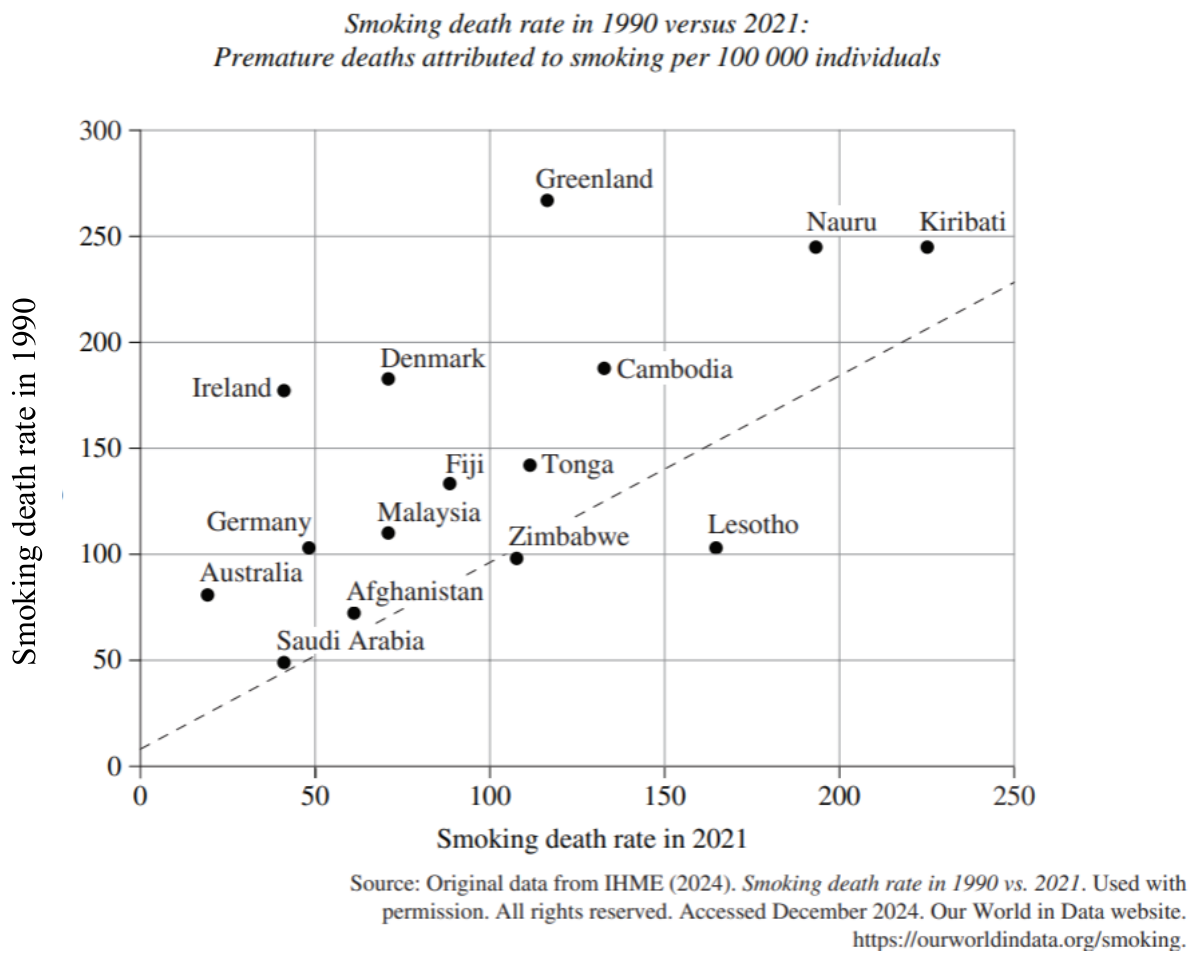 Smoking death rate in 1990 versus 2021:
Premature deaths attributed to smoking per 100 000 individuals
Smoking death rate in 1990
300
250
200
150
100
50
0
Greenland
Nauru Kiribati
Denmark
Cambodia
Ireland
Fiji Tonga
Malaysia
Germany
Zimbabwe
Lesotho
Australia
Afghanistan
Saudi Arabia
0 50 100 150 200 250
Smoking death rate in 2021
Source: Original data from IHME (2024). Smoking death rate in 1990 vs. 2021. Used with
permission. All rights reserved. Accessed December 2024. Our World in Data website.
https://ourworldindata.org/smoking.